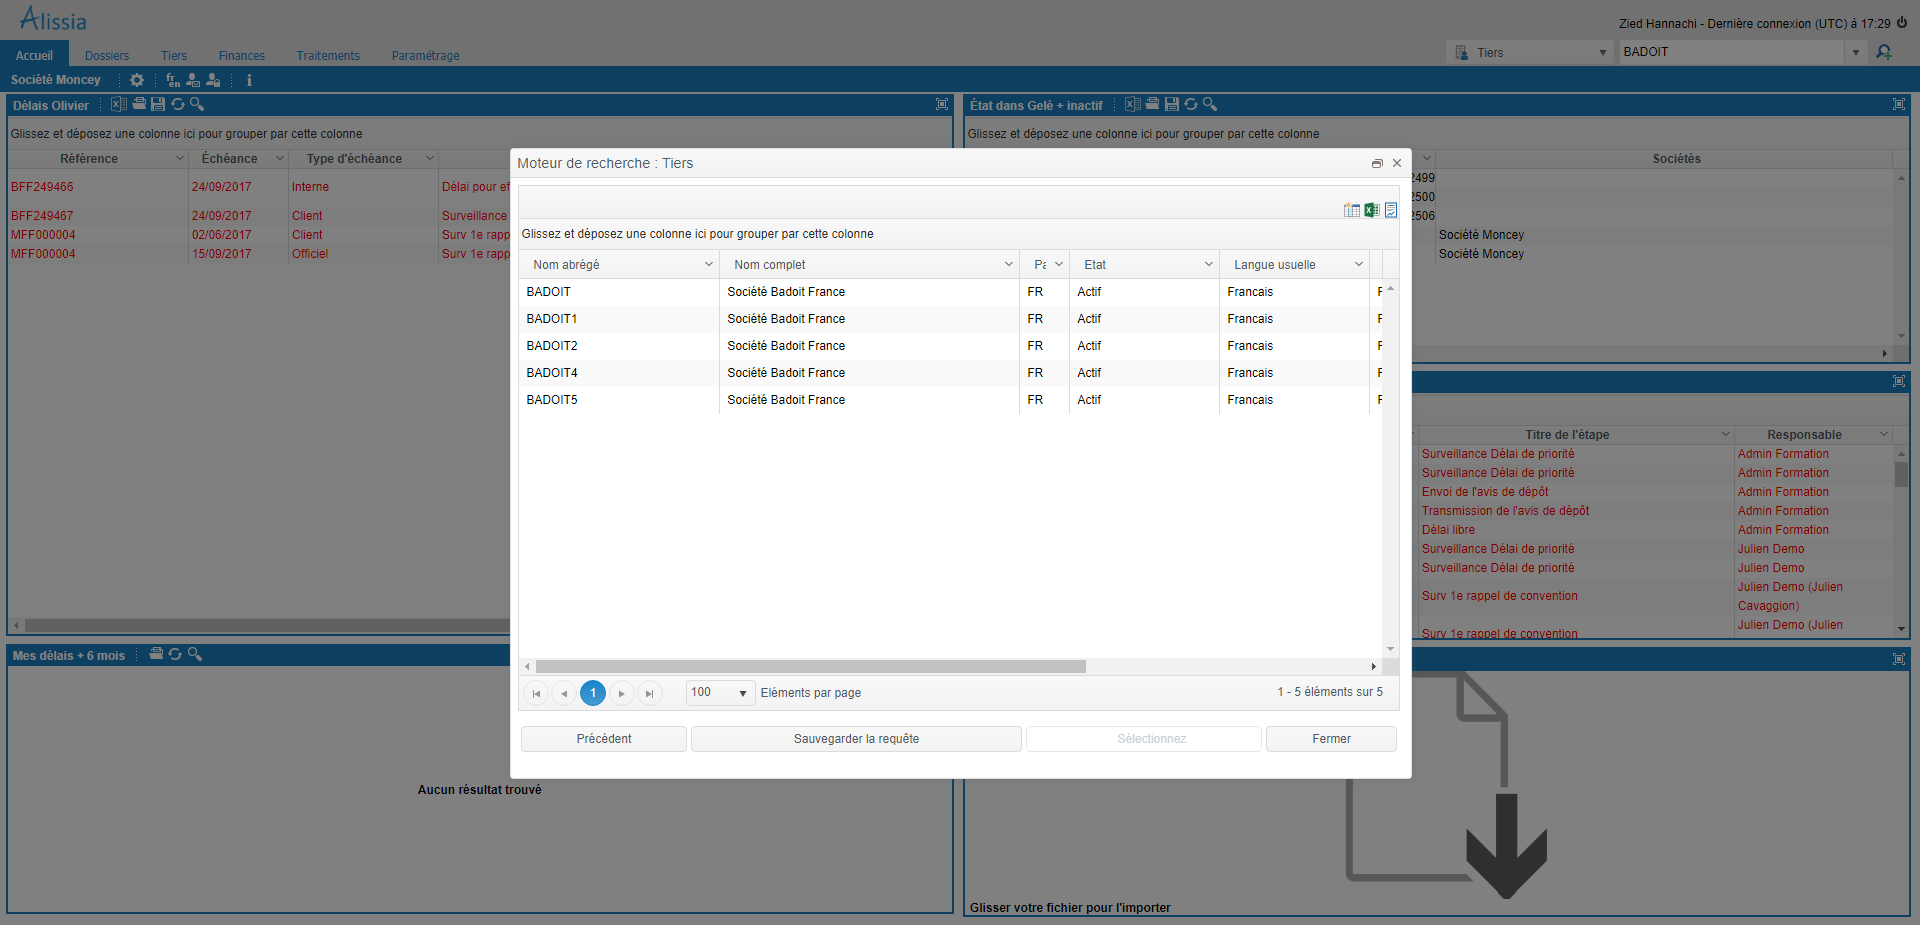 Alissia
Zied Hannachi - Dernière connexion (UTC) à 17:29
Accueil Dossiers Tiers Finances Traitements Paramétrage
Tiers BADOIT
Société Moncey fr en i
Délais Olivier
Glissez et déposez une colonne ici pour grouper par cette colonne
Référence Échéance Type d'échéance
BFF249466 24/09/2017 Interne Délai pour ef
BFF249467 24/09/2017 Client Surveillance
MFF000004 02/06/2017 Client Surv 1e rapp
MFF000004 15/09/2017 Officiel Surv 1e rapp
État dans Gelé + inactif
Glissez et déposez une colonne ici pour grouper par cette colonne
Sociétés
2499
2500
2506
Société Moncey
Société Moncey
Moteur de recherche : Tiers
Glissez et déposez une colonne ici pour grouper par cette colonne
Nom abrégé Nom complet Pa Etat Langue usuelle
BADOIT Société Badoit France FR Actif Francais F
BADOIT1 Société Badoit France FR Actif Francais F
BADOIT2 Société Badoit France FR Actif Francais F
BADOIT4 Société Badoit France FR Actif Francais F
BADOIT5 Société Badoit France FR Actif Francais F
1 100 Eléments par page 1 - 5 éléments sur 5
Précédent Sauvegarder la requête Sélectionnez Fermer
Titre de l'étape Responsable
Surveillance Délai de priorité Admin Formation
Surveillance Délai de priorité Admin Formation
Envoi de l'avis de dépôt Admin Formation
Transmission de l'avis de dépôt Admin Formation
Délai libre Admin Formation
Surveillance Délai de priorité Julien Demo
Surveillance Délai de priorité Julien Demo
Surv 1e rappel de convention Julien Demo (Julien
Cavaggion)
Surv 1e rappel de convention Julien Demo (Julien
Mes délais + 6 mois
Aucun résultat trouvé
Glisser votre fichier pour l'importer